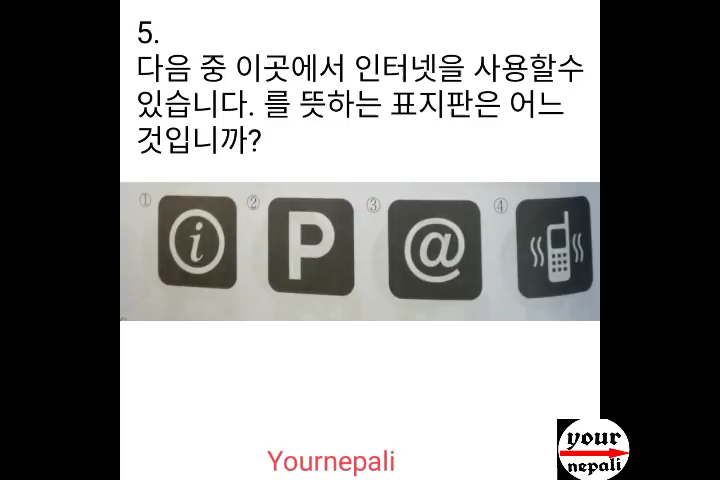 5.
다음 중 이곳에서 인터넷을 사용할수
있습니다. 를 뜻하는 표지판은 어느
것입니까?
① i ② P ③ @ ④
Yournepali
your
nepali